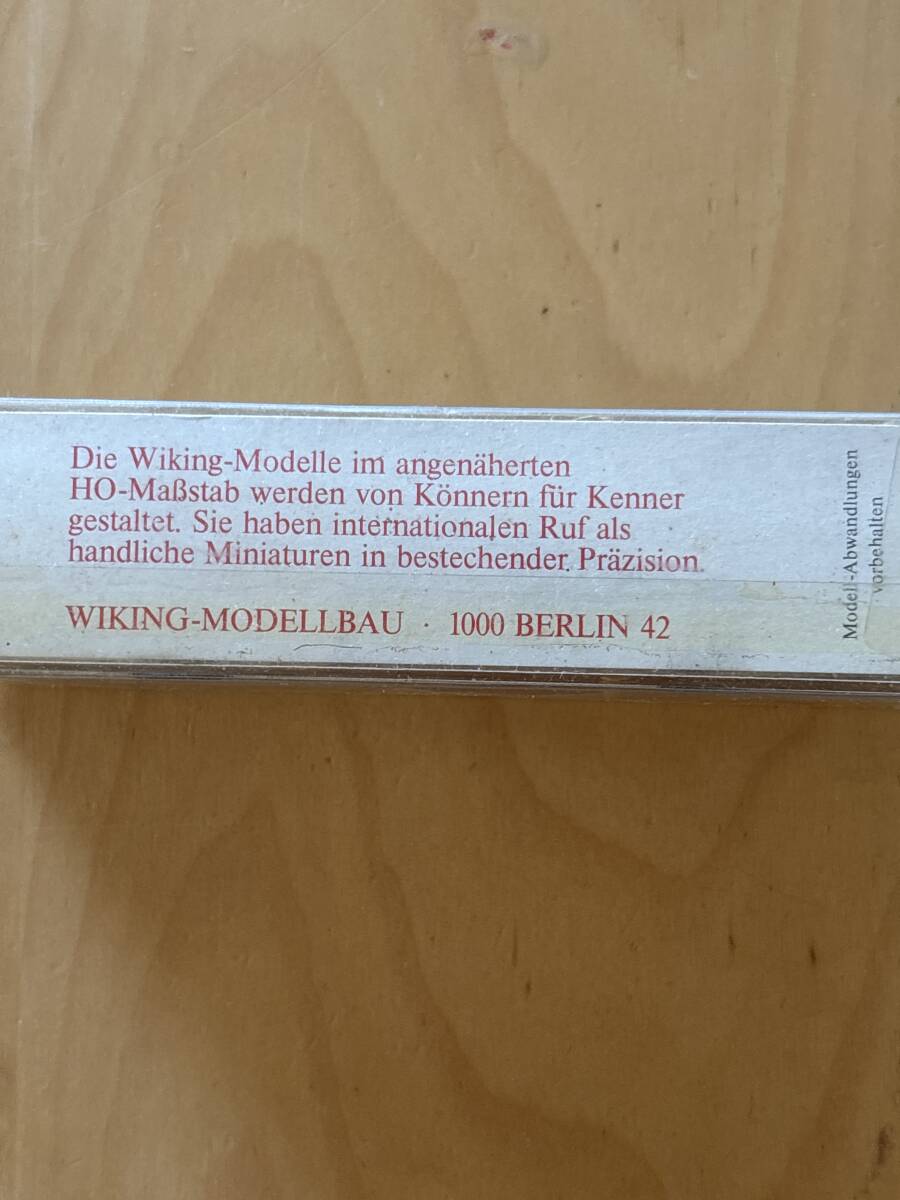 Die Wiking-Modelle im angenäherten
HO-Maßstab werden von Könnern für Kenner
gestaltet. Sie haben internationalen Ruf als
handliche Miniaturen in bestechender Präzision.
WIKING-MODELLBAU · 1000 BERLIN 42
Modell-Abwandlungen
vorbehalten